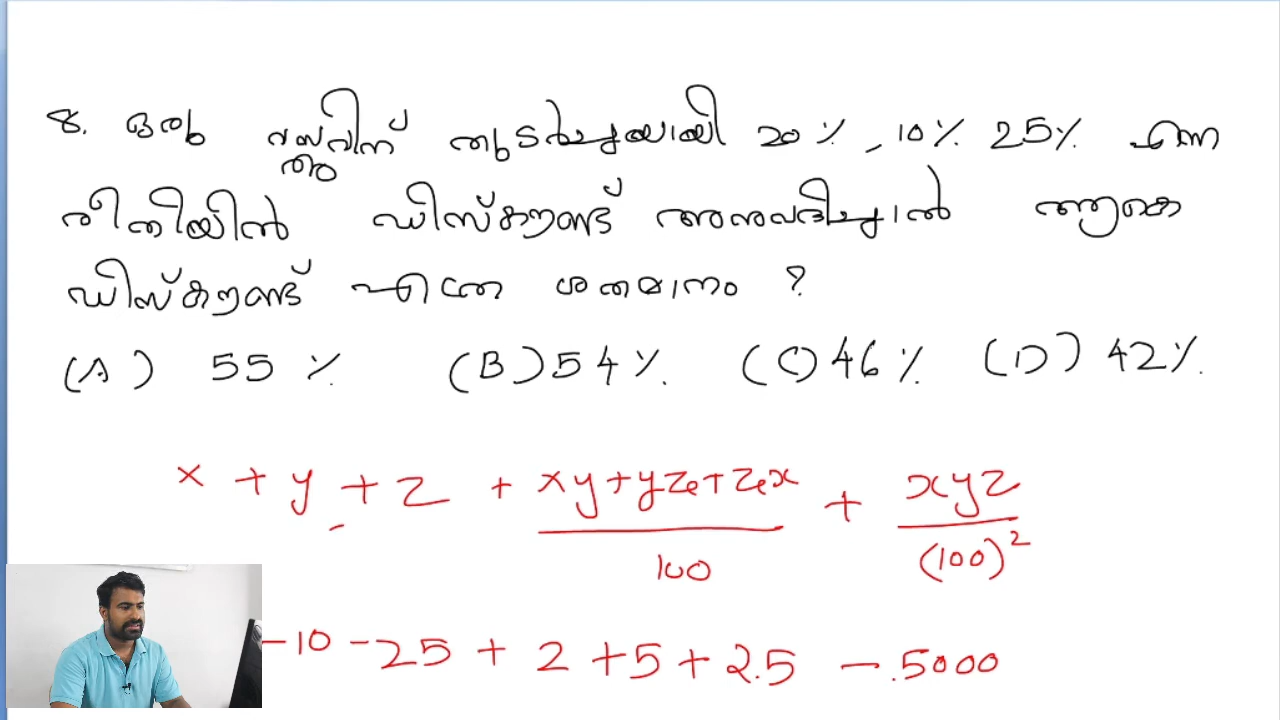 8. ഒരു വസ്തുവിന് തുടർച്ചയായി 20%, 10% 25% എന്ന
രീതിയിൽ ഡിസ്കൗണ്ട് അനുവദിച്ചാൽ ആകെ
ഡിസ്കൗണ്ട് എത്ര ശതമാനം ?
(A) 55% (B) 54%. (C) 46% (D) 42%.
x + y + z + (xy+yz+zx)/100 + xyz/(100)²
-10 -25 + 2 +5 + 2.5 - .5000